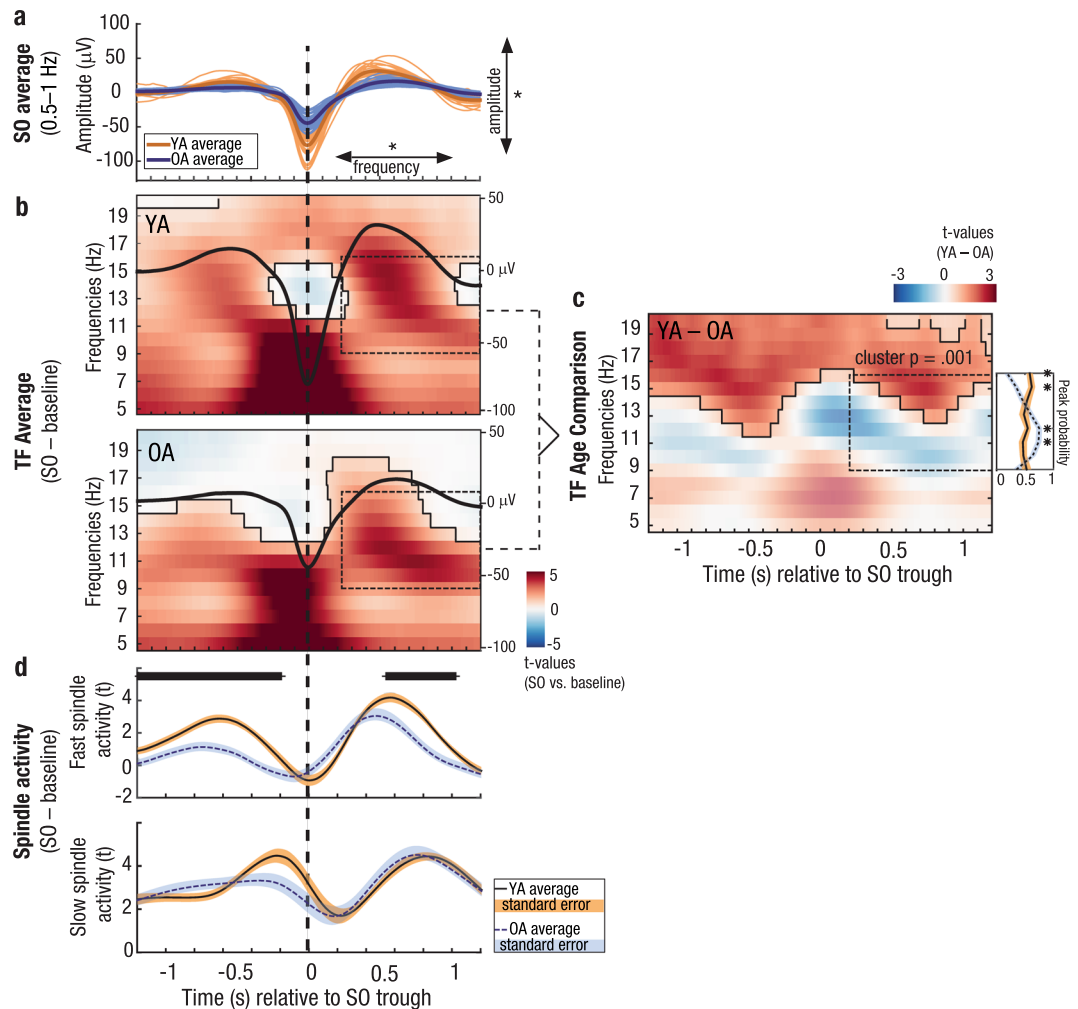 a
SO average
(0.5–1 Hz)
Amplitude (µV)
100
50
0
-50
-100
YA average
OA average
*
frequency
amplitude
*
b
TF Average
(SO – baseline)
YA
Frequencies (Hz)
19
17
15
13
11
9
7
5
50
0 µV
-50
-100
OA
Frequencies (Hz)
19
17
15
13
11
9
7
5
50
0 µV
-50
-100
5
0
-5
t-values
(SO vs. baseline)
c
t-values
(YA – OA)
-3
0
3
TF Age Comparison
Frequencies (Hz)
19
17
15
13
11
9
7
5
YA – OA
cluster p = .001
-1
-0.5
0
0.5
1
Time (s) relative to SO trough
*
*
*
*
Peak probability
0
0.5
1
d
Spindle activity
(SO – baseline)
Fast spindle
activity (t)
4
2
0
-2
Slow spindle
activity (t)
4
2
0
-1
-0.5
0
0.5
1
Time (s) relative to SO trough
YA average
standard error
OA average
standard error